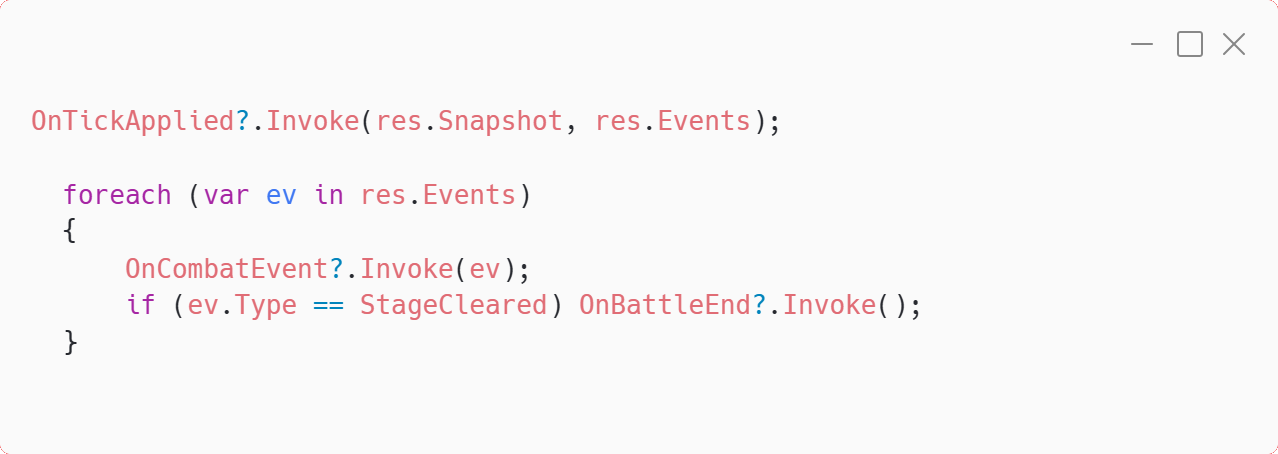 OnTickApplied?.Invoke(res.Snapshot, res.Events);
foreach (var ev in res.Events)
{
OnCombatEvent?.Invoke(ev);
if (ev.Type == StageCleared) OnBattleEnd?.Invoke();
}